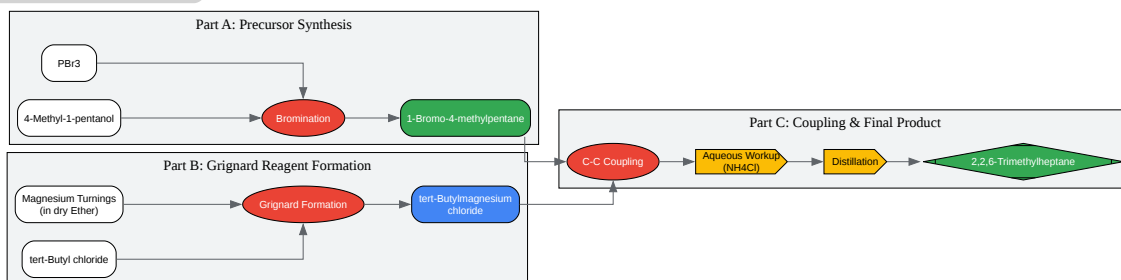 Part A: Precursor Synthesis
PBr3
4-Methyl-1-pentanol
Bromination
1-Bromo-4-methylpentane
Part B: Grignard Reagent Formation
Magnesium Turnings
(in dry Ether)
Grignard Formation
tert-Butylmagnesium
chloride
tert-Butyl chloride
Part C: Coupling & Final Product
C-C Coupling
Aqueous Workup
(NH4Cl)
Distillation
2,2,6-Trimethylheptane